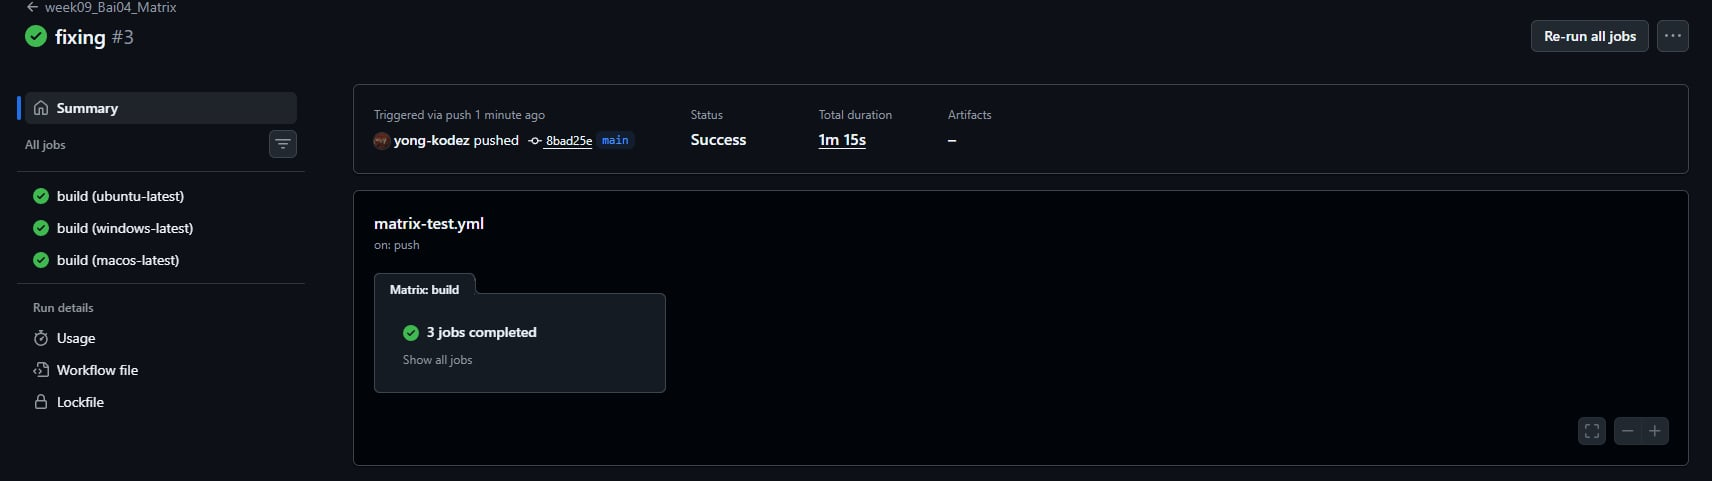 week09_Bai04_Matrix
fixing #3
Re-run all jobs
Summary
All jobs
build (ubuntu-latest)
build (windows-latest)
build (macos-latest)
Run details
Usage
Workflow file
Lockfile
Triggered via push 1 minute ago
yong-kodez pushed 8bad25e main
Status
Success
Total duration
1m 15s
Artifacts
–
matrix-test.yml
on: push
Matrix: build
3 jobs completed
Show all jobs